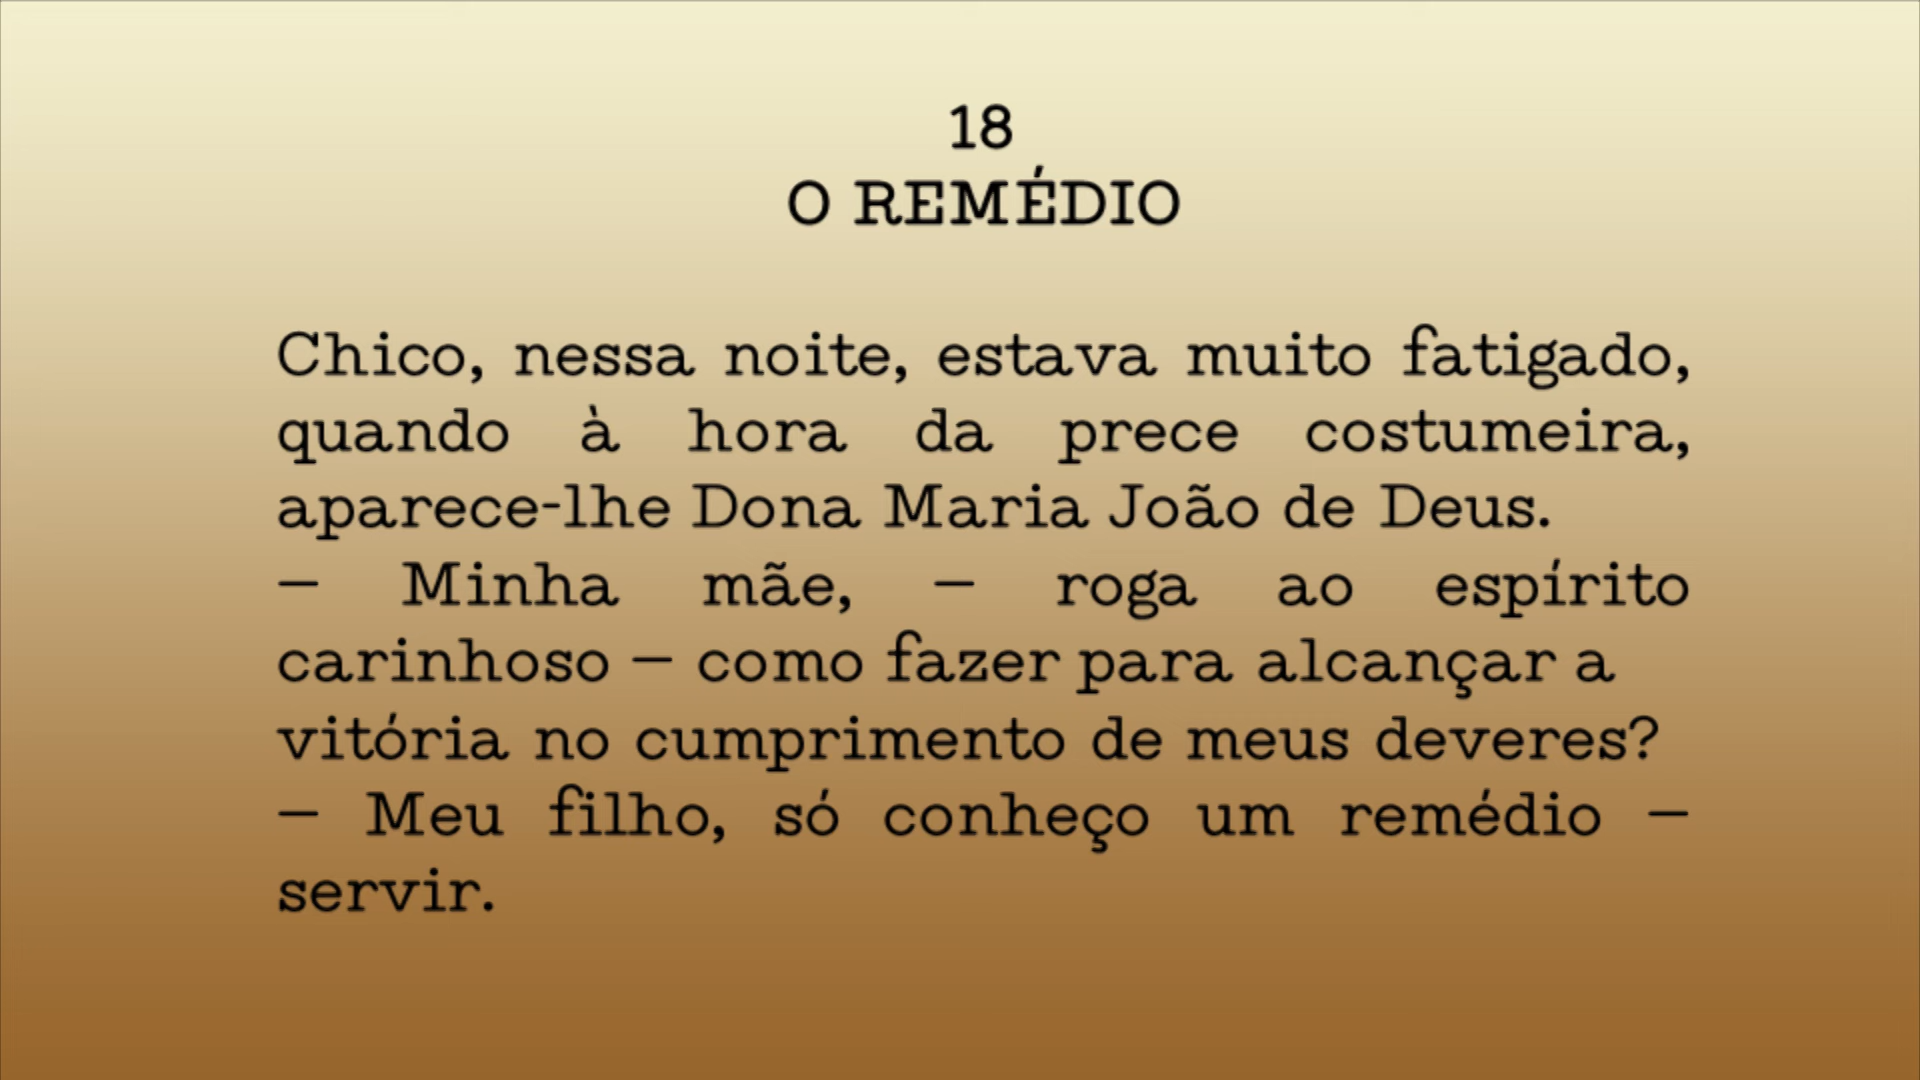 18
O REMÉDIO
Chico, nessa noite, estava muito fatigado,
quando à hora da prece costumeira,
aparece-lhe Dona Maria João de Deus.
— Minha mãe, — roga ao espírito
carinhoso — como fazer para alcançar a
vitória no cumprimento de meus deveres?
— Meu filho, só conheço um remédio —
servir.